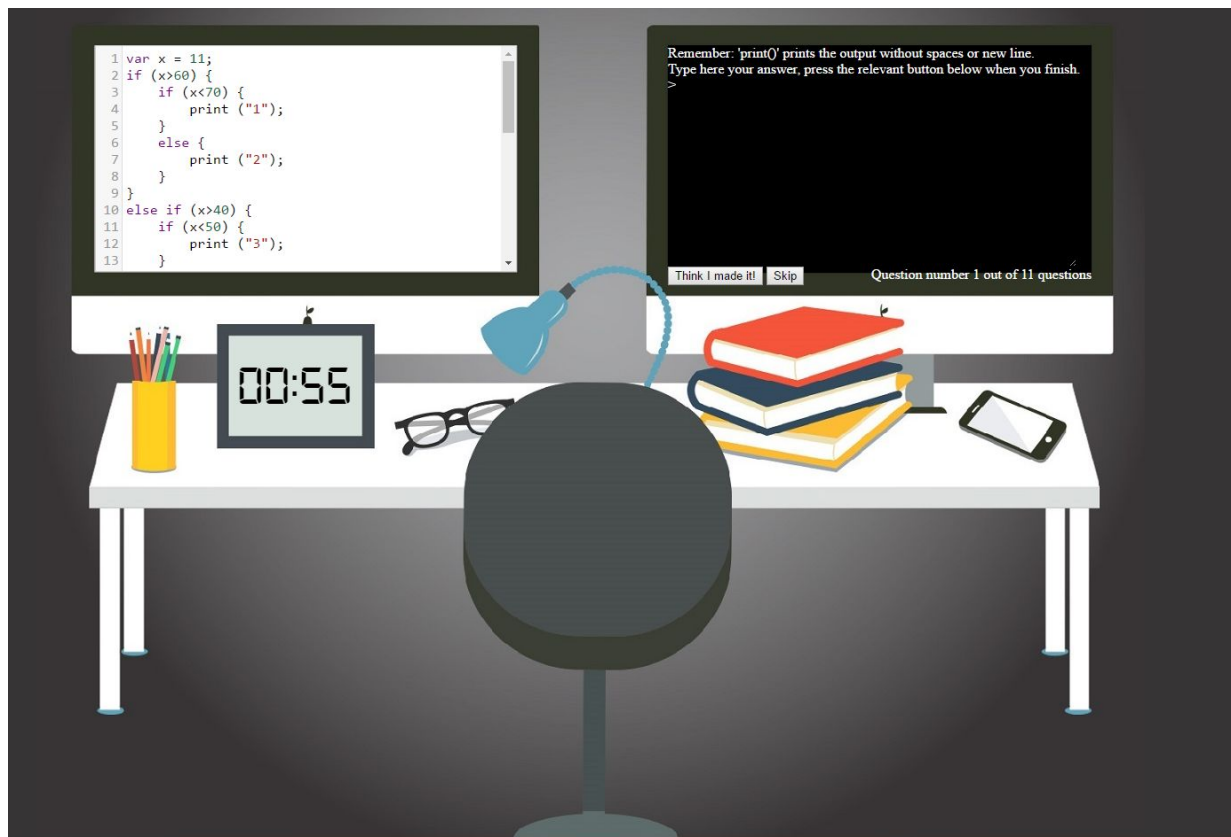 1 var x = 11;
2 if (x>60) {
3     if (x<70) {
4         print ("1");
5     }
6     else {
7         print ("2");
8     }
9 }
10 else if (x>40) {
11     if (x<50) {
12         print ("3");
13     }
Remember: 'print()' prints the output without spaces or new line.
Type here your answer, press the relevant button below when you finish.
>
Think I made it! Skip Question number 1 out of 11 questions
00:55